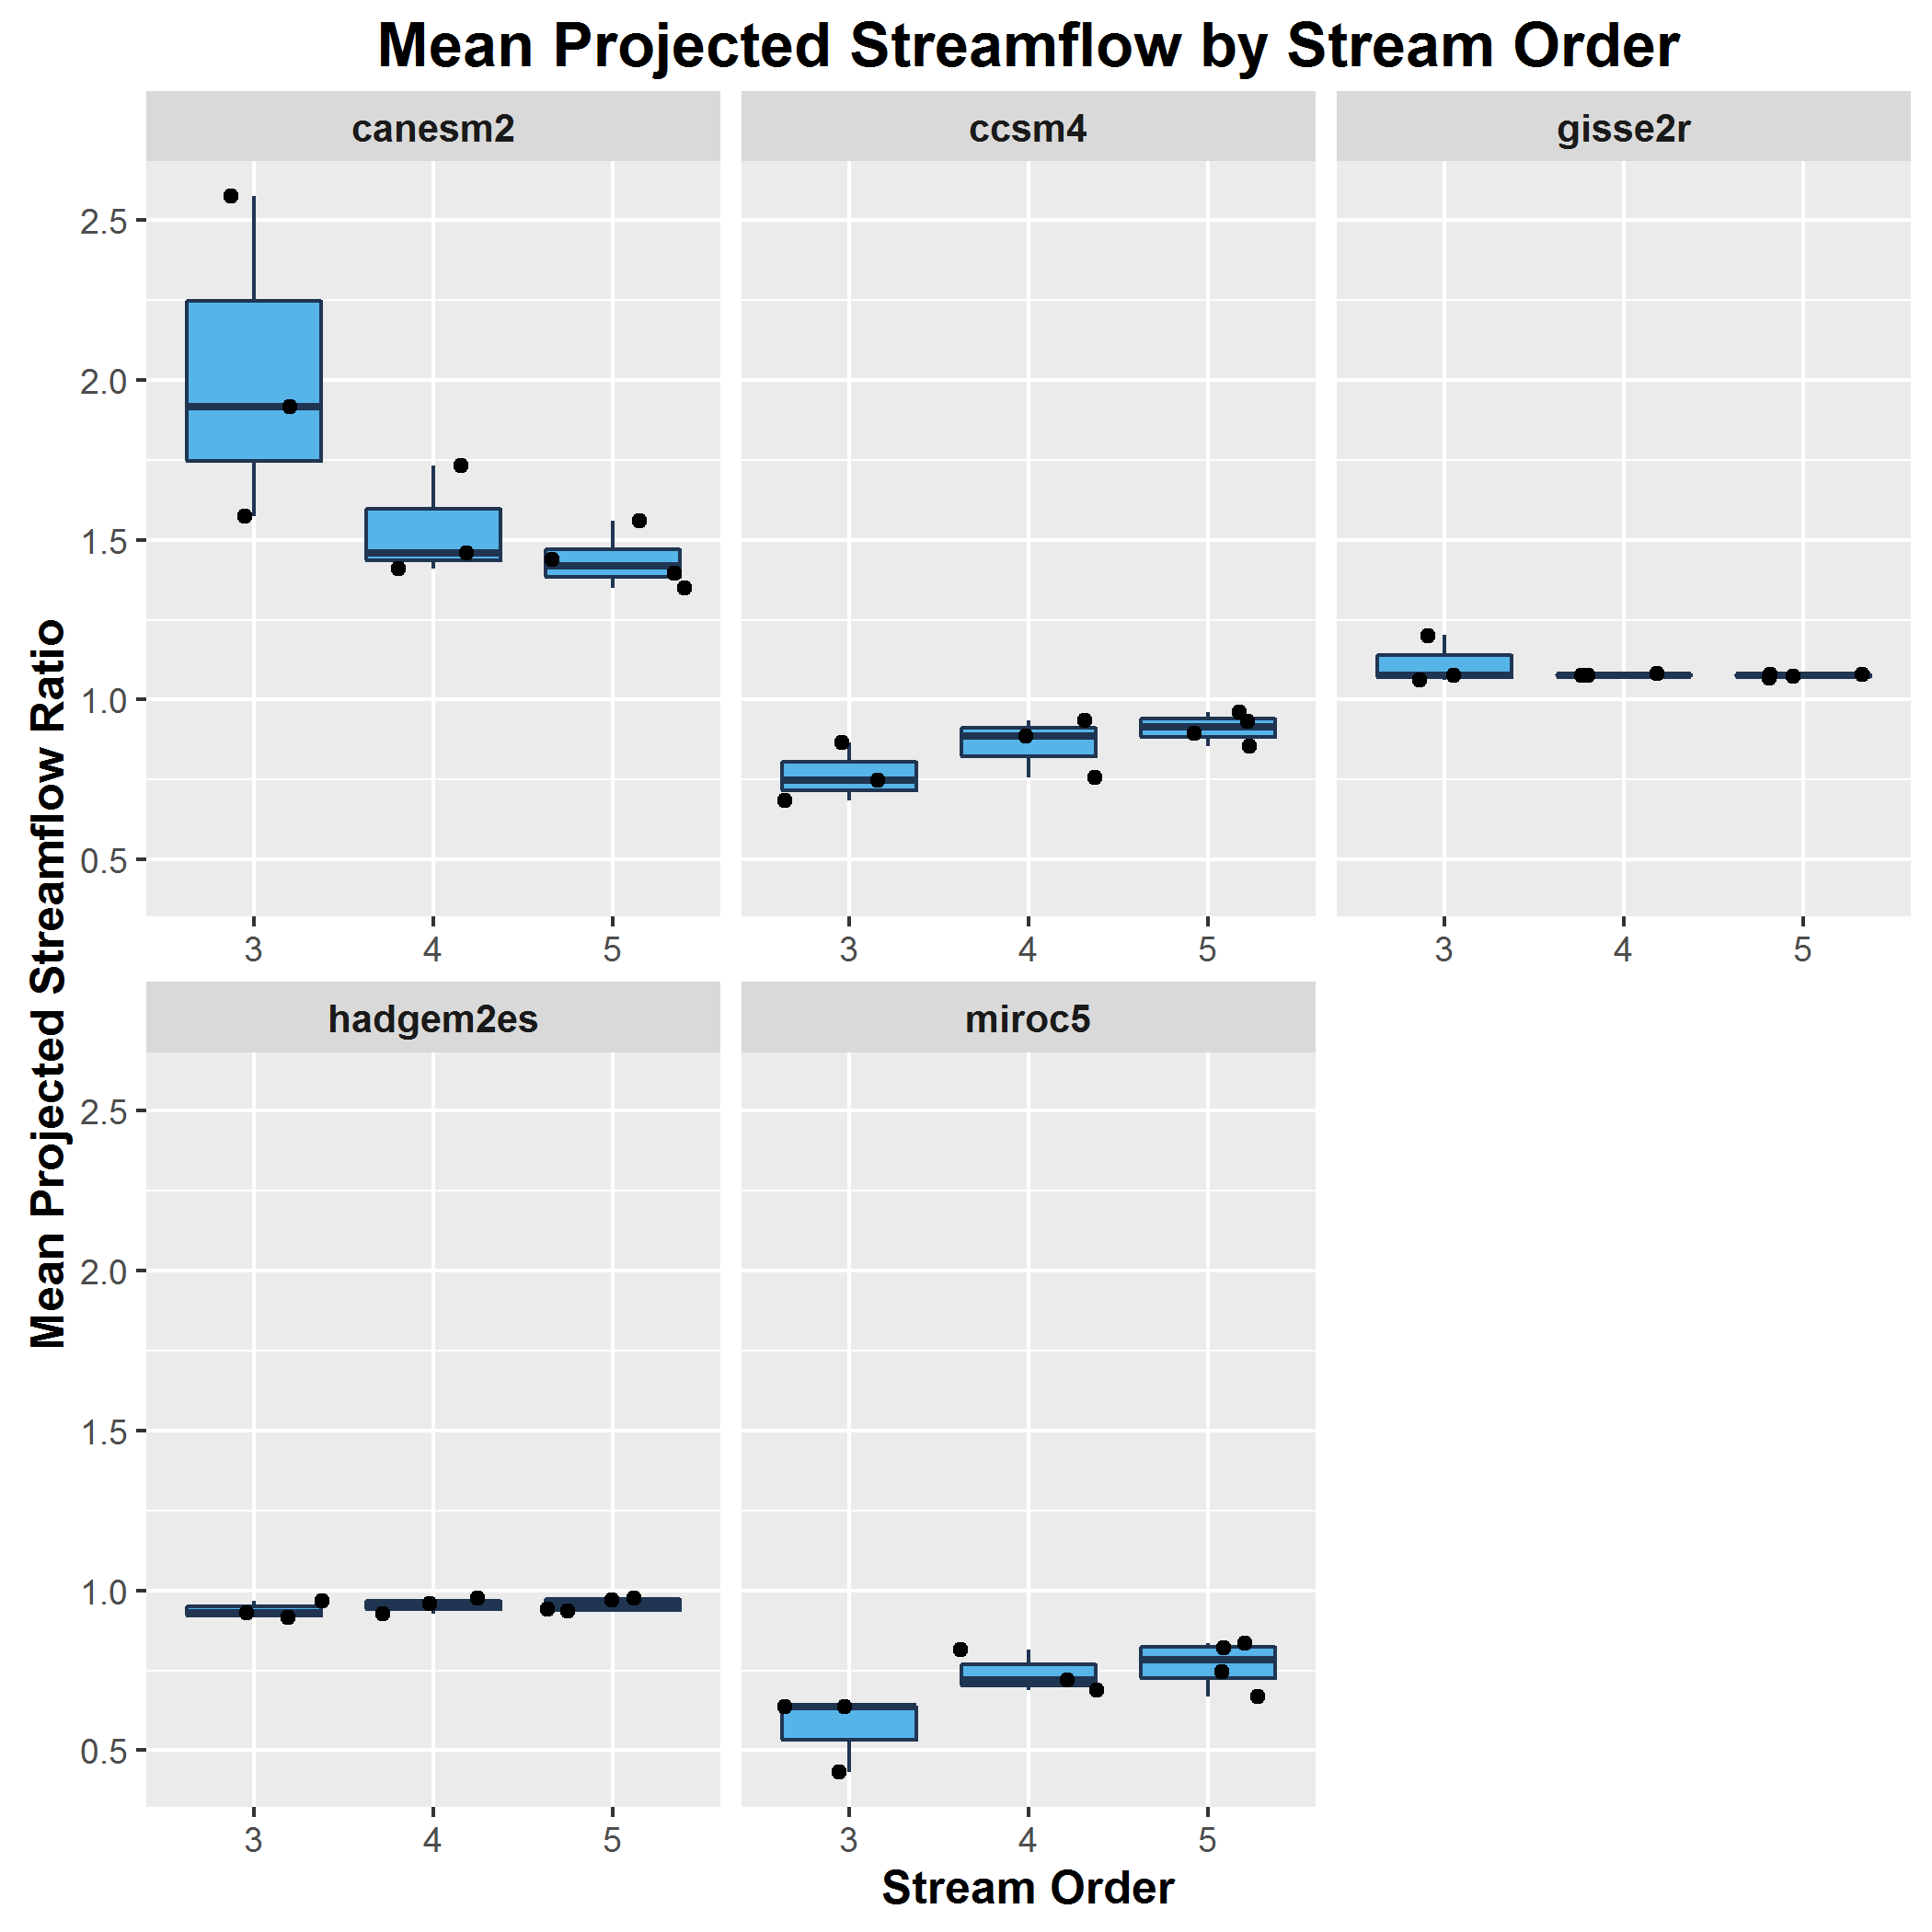 Mean Projected Streamflow by Stream Order
canesm2 ccsm4 gisse2r
2.5
2.0
1.5
1.0
0.5
3 4 5 3 4 5 3 4 5
Mean Projected Streamflow Ratio
hadgem2es miroc5
2.5
2.0
1.5
1.0
0.5
3 4 5 3 4 5
Stream Order